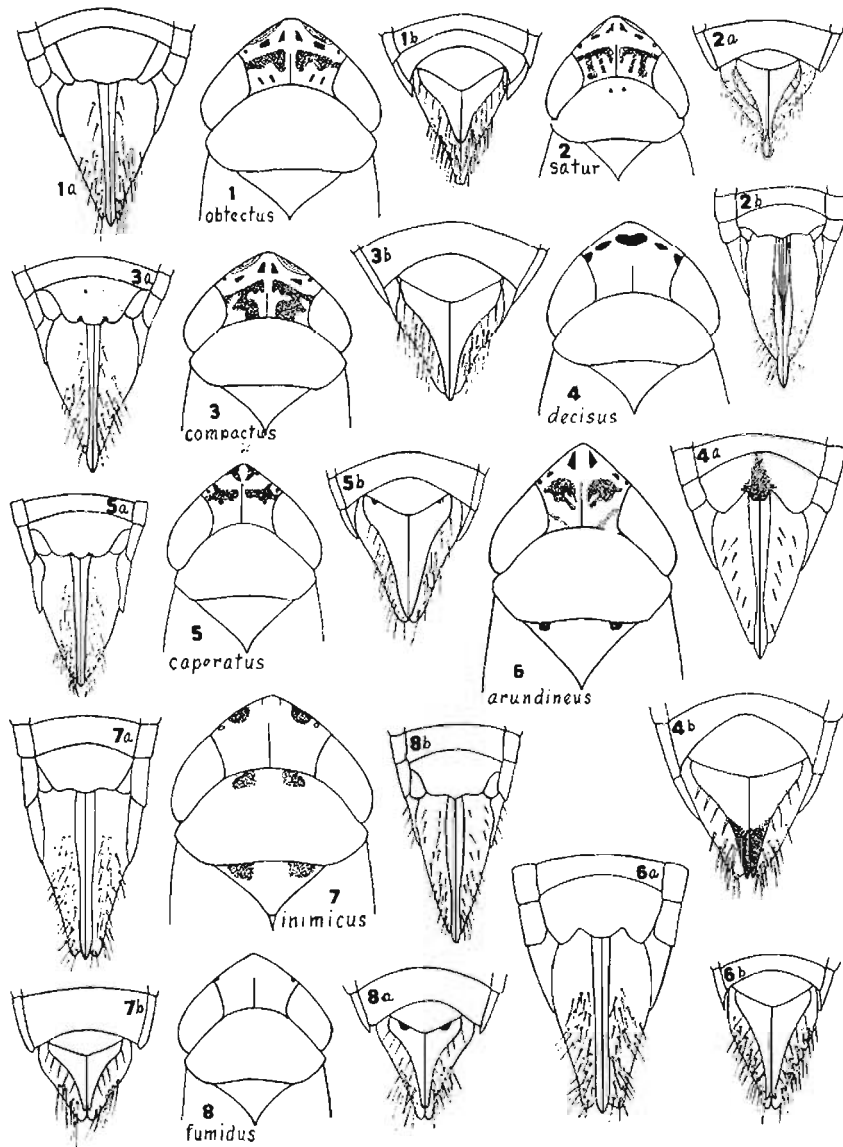 1a
1
obtectus
1b
2
satur
2a
3a
3
compactus
3b
4
decisus
2b
5a
5
caporatus
5b
6
arundineus
4a
7a
7
inimicus
8b
4b
6a
7b
8
fumidus
8a
6b